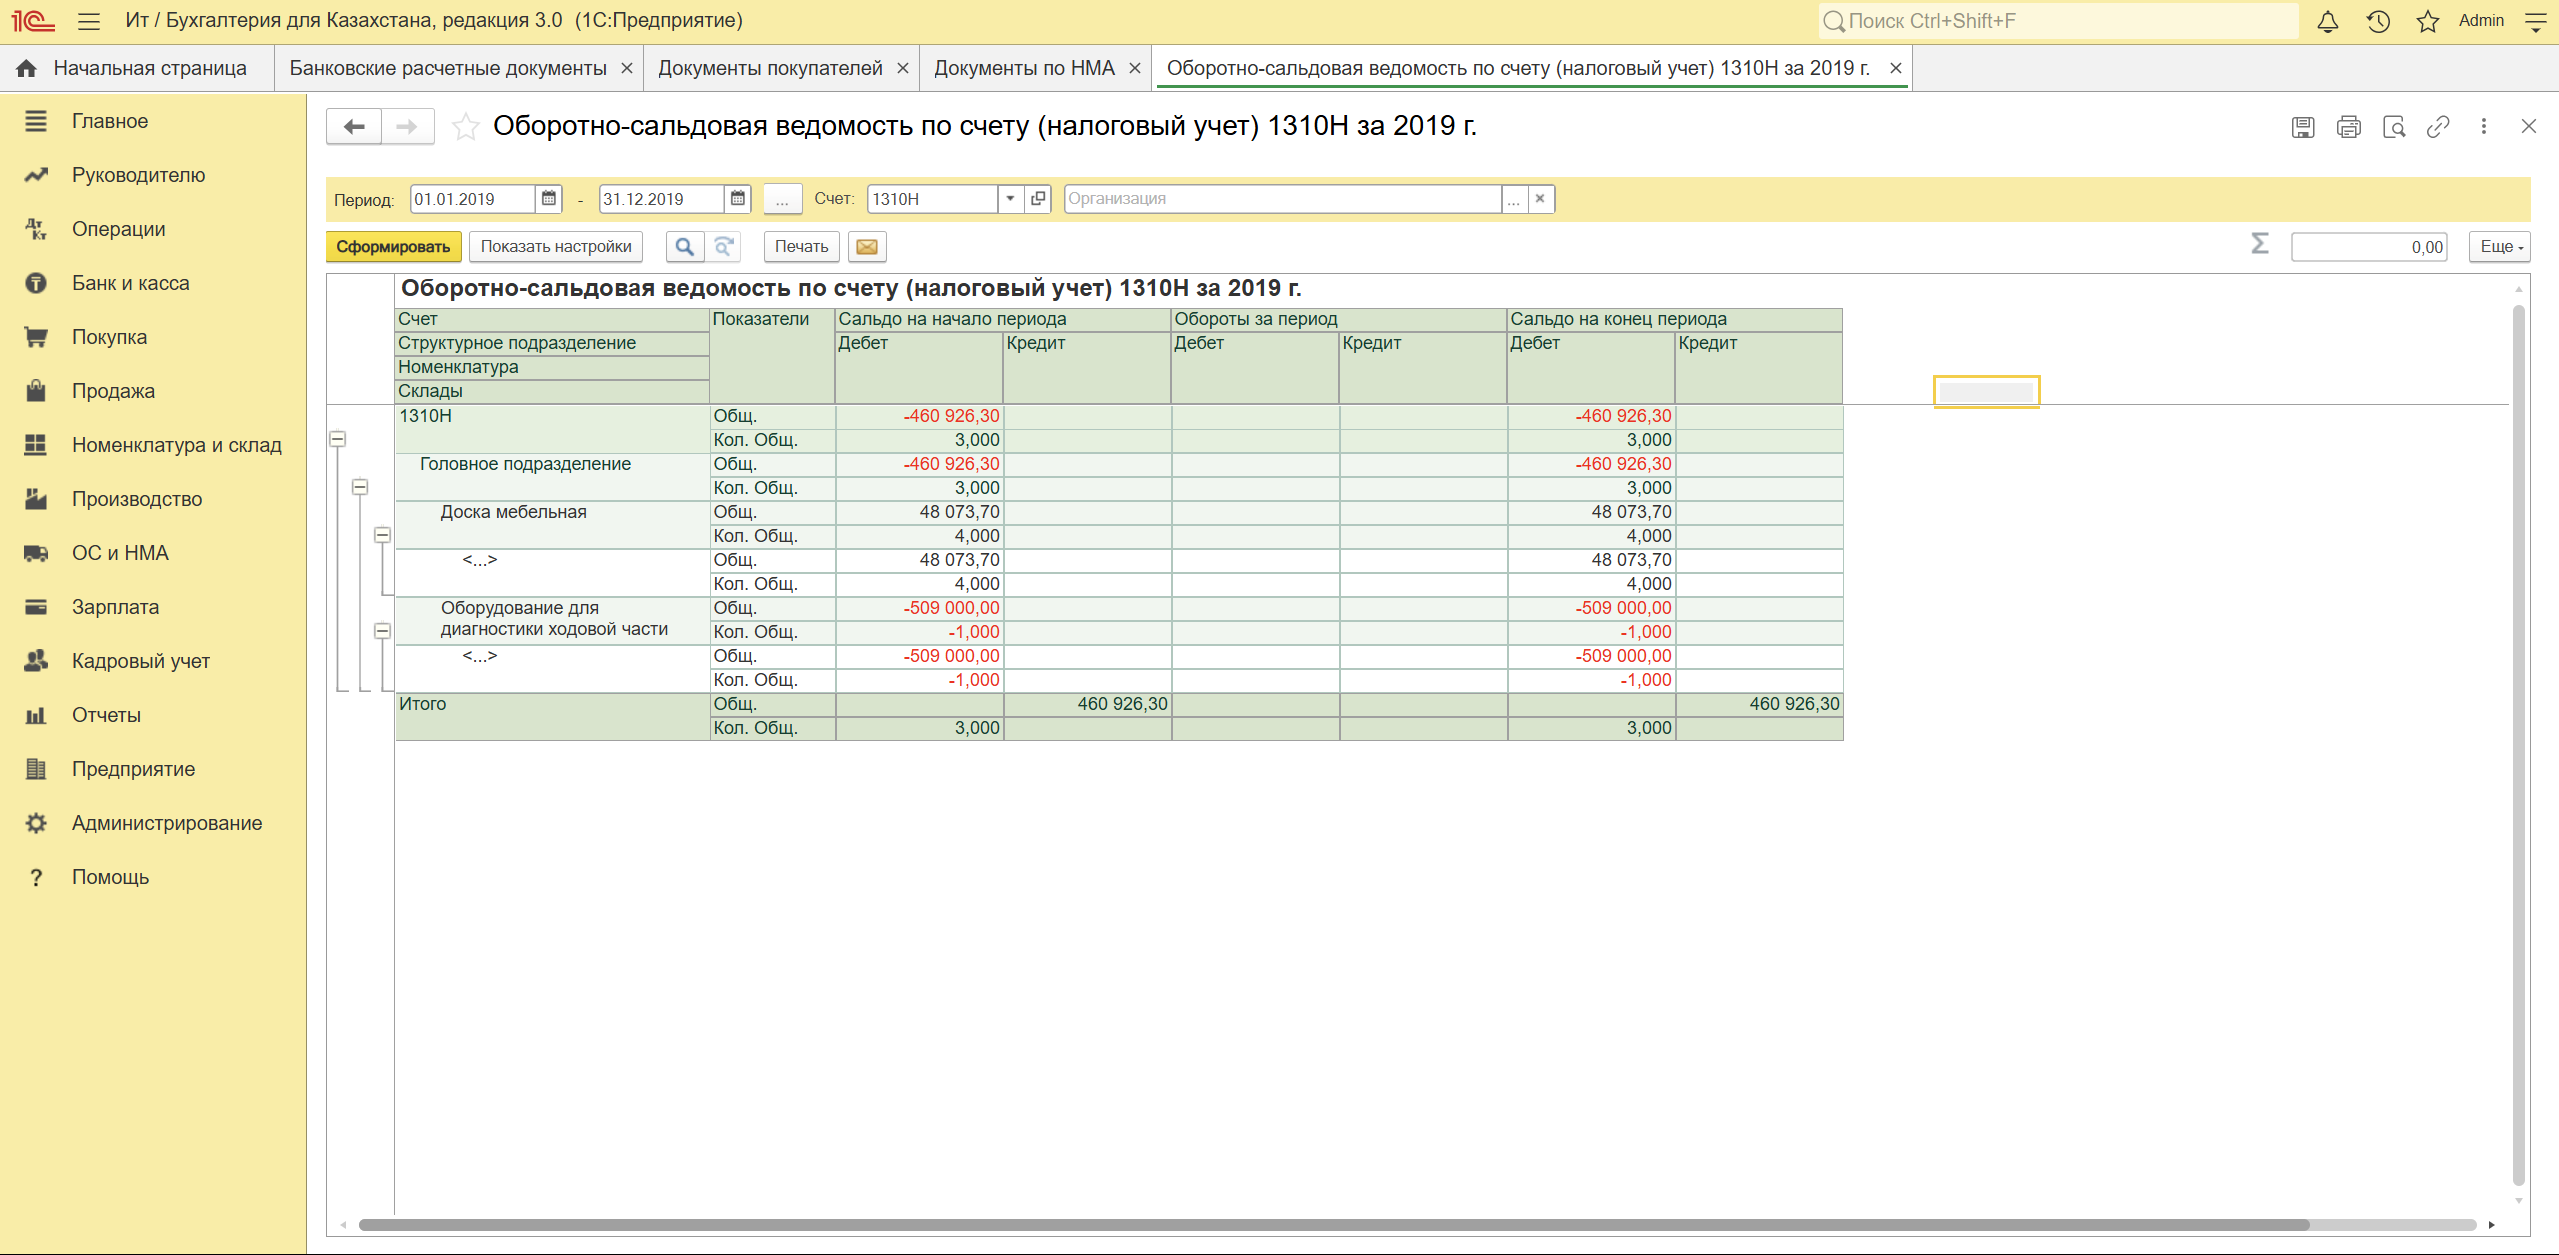 1С Ит / Бухгалтерия для Казахстана, редакция 3.0 (1С:Предприятие) Поиск Ctrl+Shift+F Admin
Начальная страница Банковские расчетные документы Документы покупателей Документы по НМА Оборотно-сальдовая ведомость по счету (налоговый учет) 1310Н за 2019 г.
Главное
Руководителю
Дт Кт Операции
Банк и касса
Покупка
Продажа
Номенклатура и склад
Производство
ОС и НМА
Зарплата
Кадровый учет
Отчеты
Предприятие
Администрирование
? Помощь
Оборотно-сальдовая ведомость по счету (налоговый учет) 1310Н за 2019 г.
Период: 01.01.2019 - 31.12.2019 ... Счет: 1310Н Организация ...
Сформировать Показать настройки Печать Σ 0,00 Еще
Оборотно-сальдовая ведомость по счету (налоговый учет) 1310Н за 2019 г.
Счет Показатели Сальдо на начало периода Обороты за период Сальдо на конец периода
Структурное подразделение Дебет Кредит Дебет Кредит Дебет Кредит
Номенклатура
Склады
1310Н Общ. -460 926,30 -460 926,30
Кол. Общ. 3,000 3,000
Головное подразделение Общ. -460 926,30 -460 926,30
Кол. Общ. 3,000 3,000
Доска мебельная Общ. 48 073,70 48 073,70
Кол. Общ. 4,000 4,000
<...> Общ. 48 073,70 48 073,70
Кол. Общ. 4,000 4,000
Оборудование для Общ. -509 000,00 -509 000,00
диагностики ходовой части Кол. Общ. -1,000 -1,000
<...> Общ. -509 000,00 -509 000,00
Кол. Общ. -1,000 -1,000
Итого Общ. 460 926,30 460 926,30
Кол. Общ. 3,000 3,000